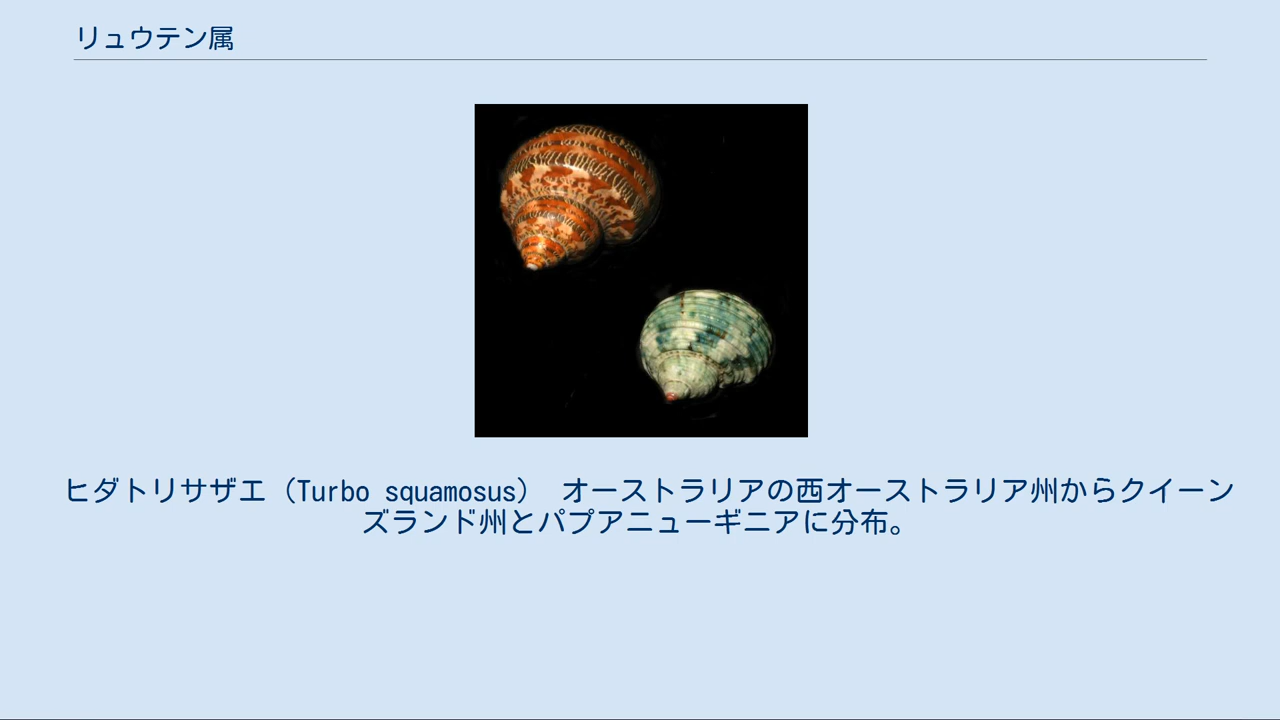 リュウテン属
ヒダトリサザエ（Turbo squamosus）　オーストラリアの西オーストラリア州からクイーン
ズランド州とパプアニューギニアに分布。